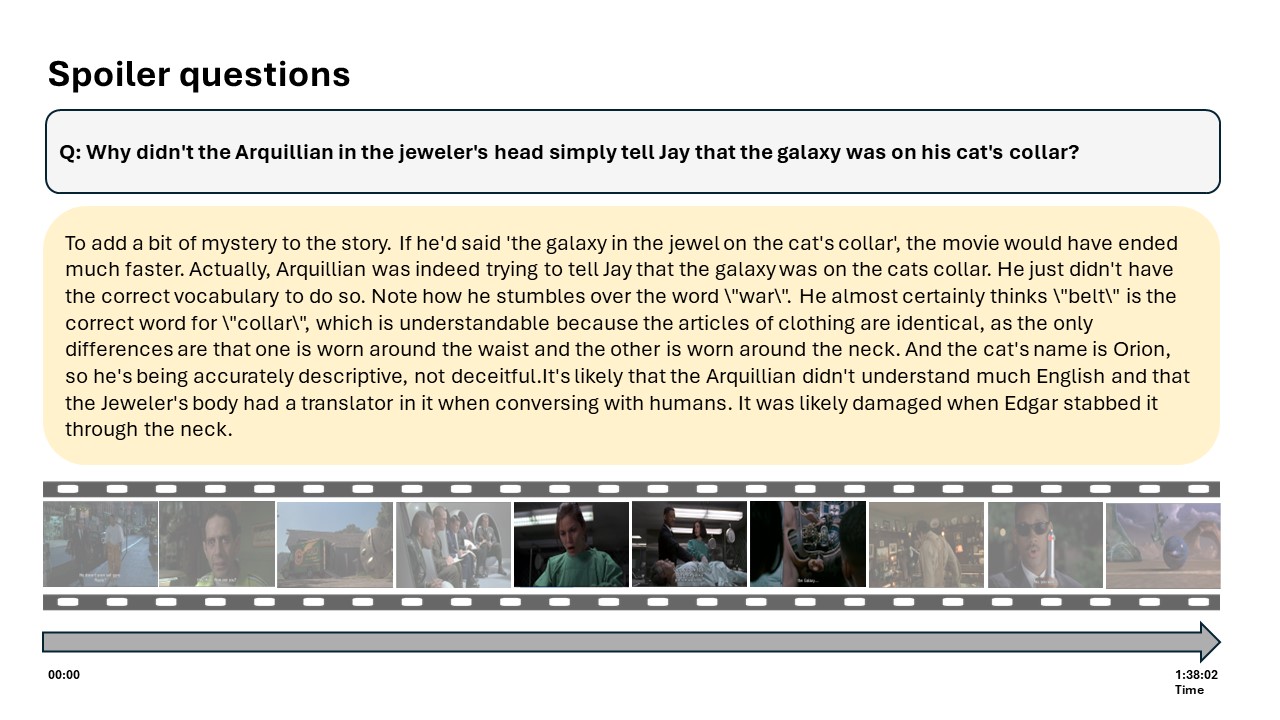 Spoiler questions
Q: Why didn't the Arquillian in the jeweler's head simply tell Jay that the galaxy was on his cat's collar?
To add a bit of mystery to the story. If he'd said 'the galaxy in the jewel on the cat's collar', the movie would have ended
much faster. Actually, Arquillian was indeed trying to tell Jay that the galaxy was on the cats collar. He just didn't have
the correct vocabulary to do so. Note how he stumbles over the word \"war\". He almost certainly thinks \"belt\" is the
correct word for \"collar\", which is understandable because the articles of clothing are identical, as the only
differences are that one is worn around the waist and the other is worn around the neck. And the cat's name is Orion,
so he's being accurately descriptive, not deceitful.It's likely that the Arquillian didn't understand much English and that
the Jeweler's body had a translator in it when conversing with humans. It was likely damaged when Edgar stabbed it
through the neck.
00:00
1:38:02
Time